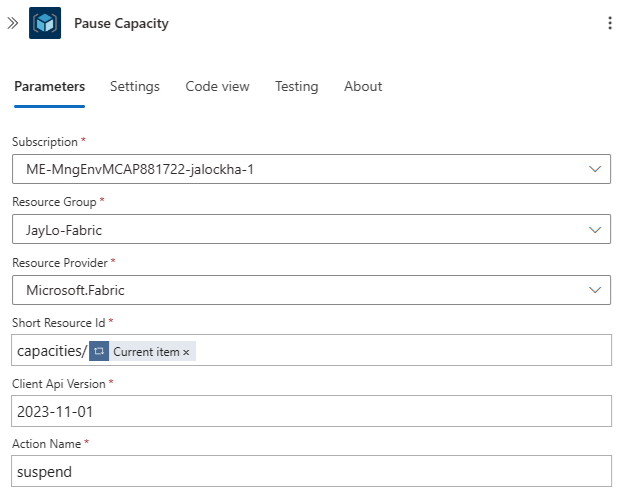 Pause Capacity
Parameters Settings Code view Testing About
Subscription *
ME-MngEnvMCAP881722-jalockha-1
Resource Group *
JayLo-Fabric
Resource Provider *
Microsoft.Fabric
Short Resource Id *
capacities/ Current item ×
Client Api Version *
2023-11-01
Action Name *
suspend